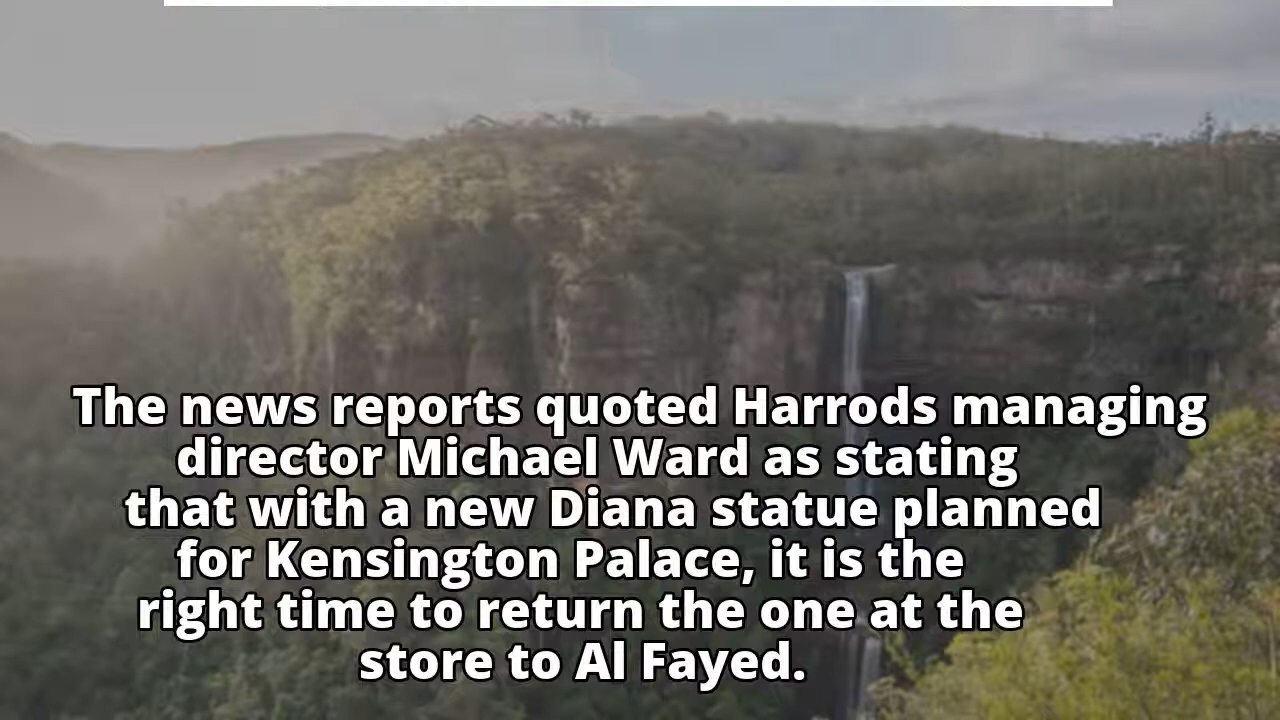 The news reports quoted Harrods managing
director Michael Ward as stating
that with a new Diana statue planned
for Kensington Palace, it is the
right time to return the one at the
store to Al Fayed.